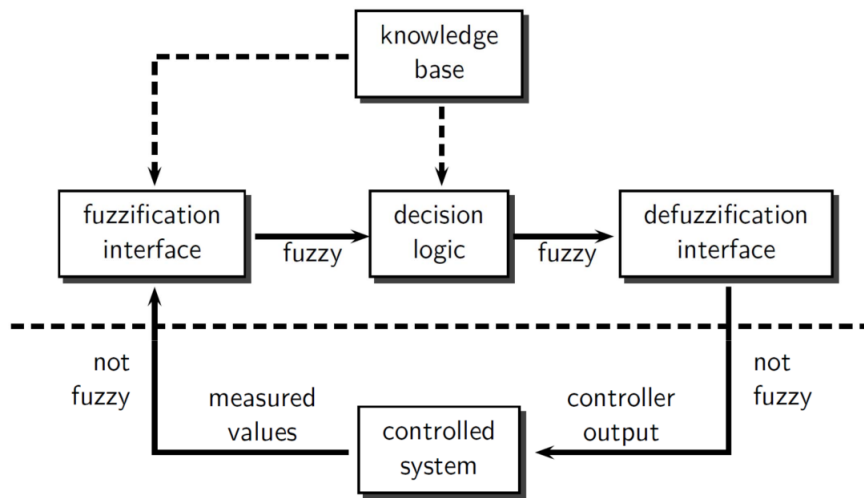 knowledge
base
fuzzification
interface
fuzzy
decision
logic
fuzzy
defuzzification
interface
not
fuzzy
measured
values
controlled
system
controller
output
not
fuzzy